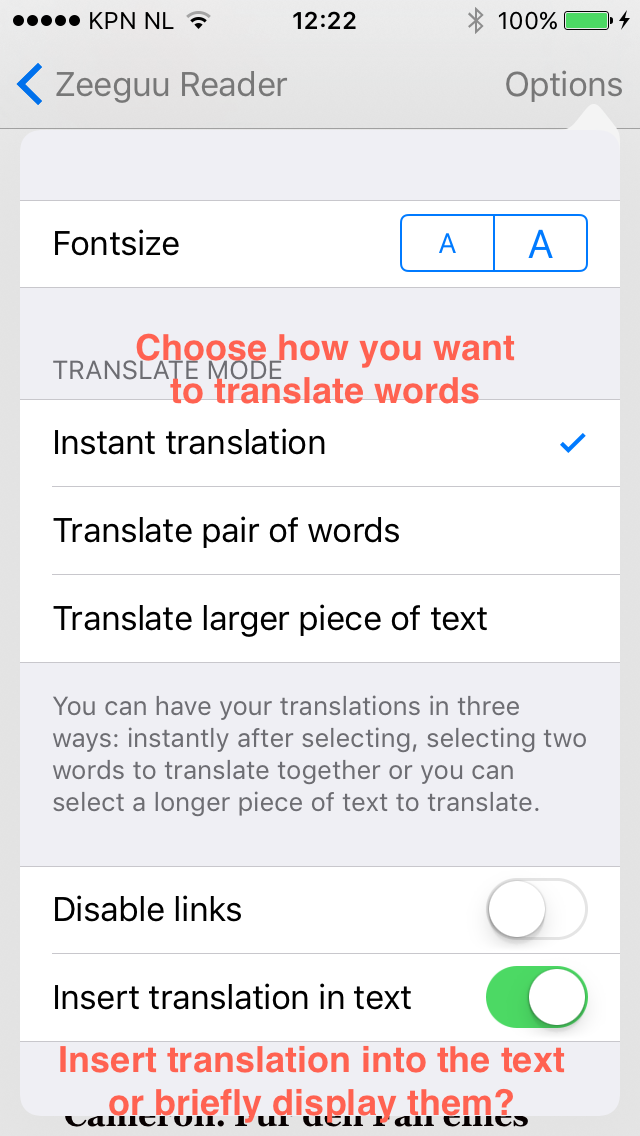 KPN NL 12:22 100%
Zeeguu Reader Options
Fontsize A A
Choose how you want
TRANSLATE MODE
to translate words
Instant translation
Translate pair of words
Translate larger piece of text
You can have your translations in three
ways: instantly after selecting, selecting two
words to translate together or you can
select a longer piece of text to translate.
Disable links
Insert translation in text
Insert translation into the text
or briefly display them?
Cameron: Für den Fall eines